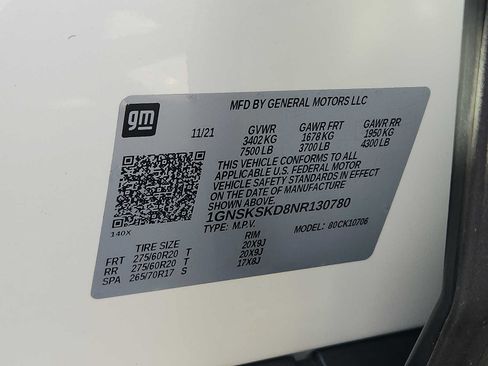 gm
MFD BY GENERAL MOTORS LLC
11/21 GVWR GAWR FRT GAWR RR
3402 KG 1678 KG 1950 KG
7500 LB 3700 LB 4300 LB
THIS VEHICLE CONFORMS TO ALL
APPLICABLE U.S. FEDERAL MOTOR
VEHICLE SAFETY STANDARDS IN
EFFECT ON THE DATE OF MANUFACTURE
SHOWN ABOVE.
1GNSKSKD8NR130780
TYPE: M.P.V. MODEL: 80CK10706
140X
TIRE SIZE RIM
FRT 275/60R20 T 20X9J
RR 275/60R20 T 20X9J
SPA 265/70R17 S 17X8J